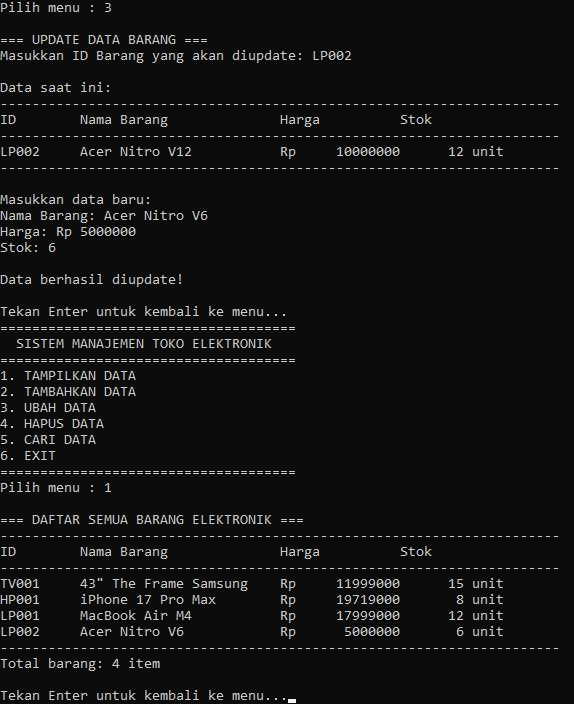 Pilih menu : 3
=== UPDATE DATA BARANG ===
Masukkan ID Barang yang akan diupdate: LP002
Data saat ini:
----------------------------------------------------------------------
ID        Nama Barang              Harga          Stok
----------------------------------------------------------------------
LP002     Acer Nitro V12           Rp     10000000      12 unit
----------------------------------------------------------------------
Masukkan data baru:
Nama Barang: Acer Nitro V6
Harga: Rp 5000000
Stok: 6
Data berhasil diupdate!
Tekan Enter untuk kembali ke menu...
=====================================
  SISTEM MANAJEMEN TOKO ELEKTRONIK
=====================================
1. TAMPILKAN DATA
2. TAMBAHKAN DATA
3. UBAH DATA
4. HAPUS DATA
5. CARI DATA
6. EXIT
=====================================
Pilih menu : 1
=== DAFTAR SEMUA BARANG ELEKTRONIK ===
----------------------------------------------------------------------
ID        Nama Barang              Harga          Stok
----------------------------------------------------------------------
TV001     43" The Frame Samsung    Rp     11999000      15 unit
HP001     iPhone 17 Pro Max        Rp     19719000       8 unit
LP001     MacBook Air M4           Rp     17999000      12 unit
LP002     Acer Nitro V6            Rp      5000000       6 unit
----------------------------------------------------------------------
Total barang: 4 item
Tekan Enter untuk kembali ke menu...